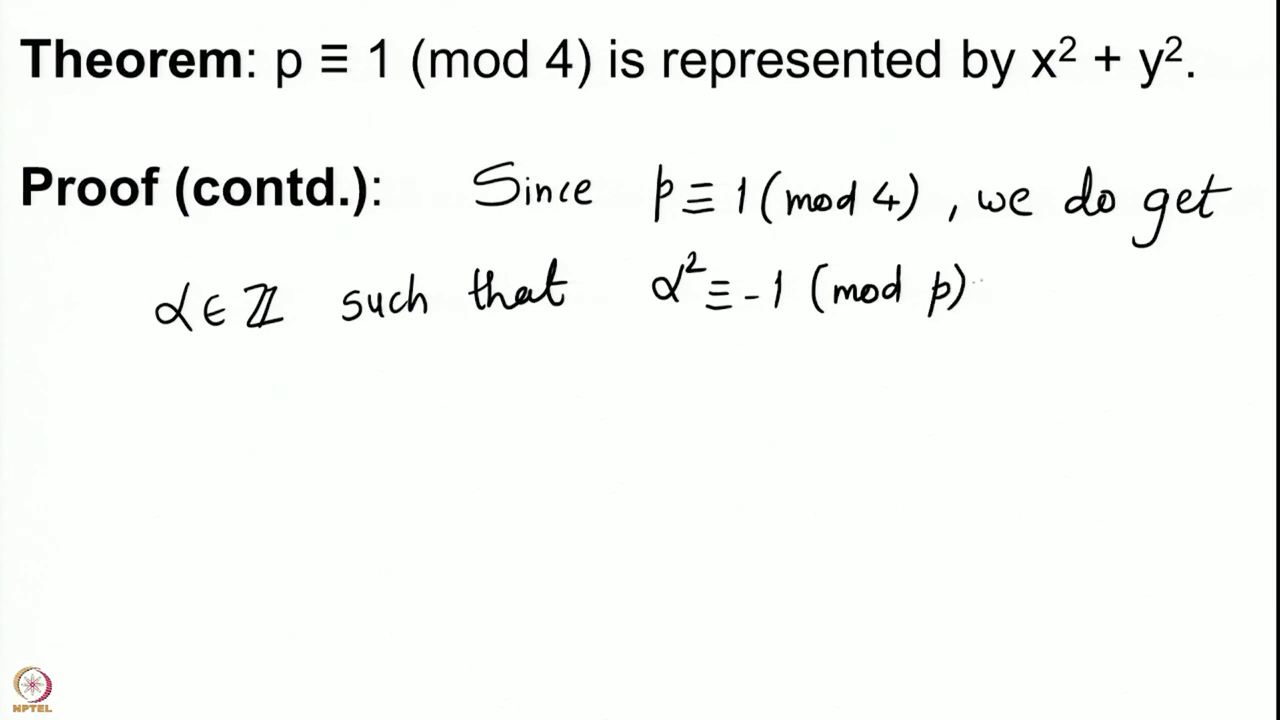 Theorem: p ≡ 1 (mod 4) is represented by x² + y².
Proof (contd.): Since p ≡ 1 (mod 4), we do get
α ∈ ℤ such that α² ≡ -1 (mod p)
NPTEL